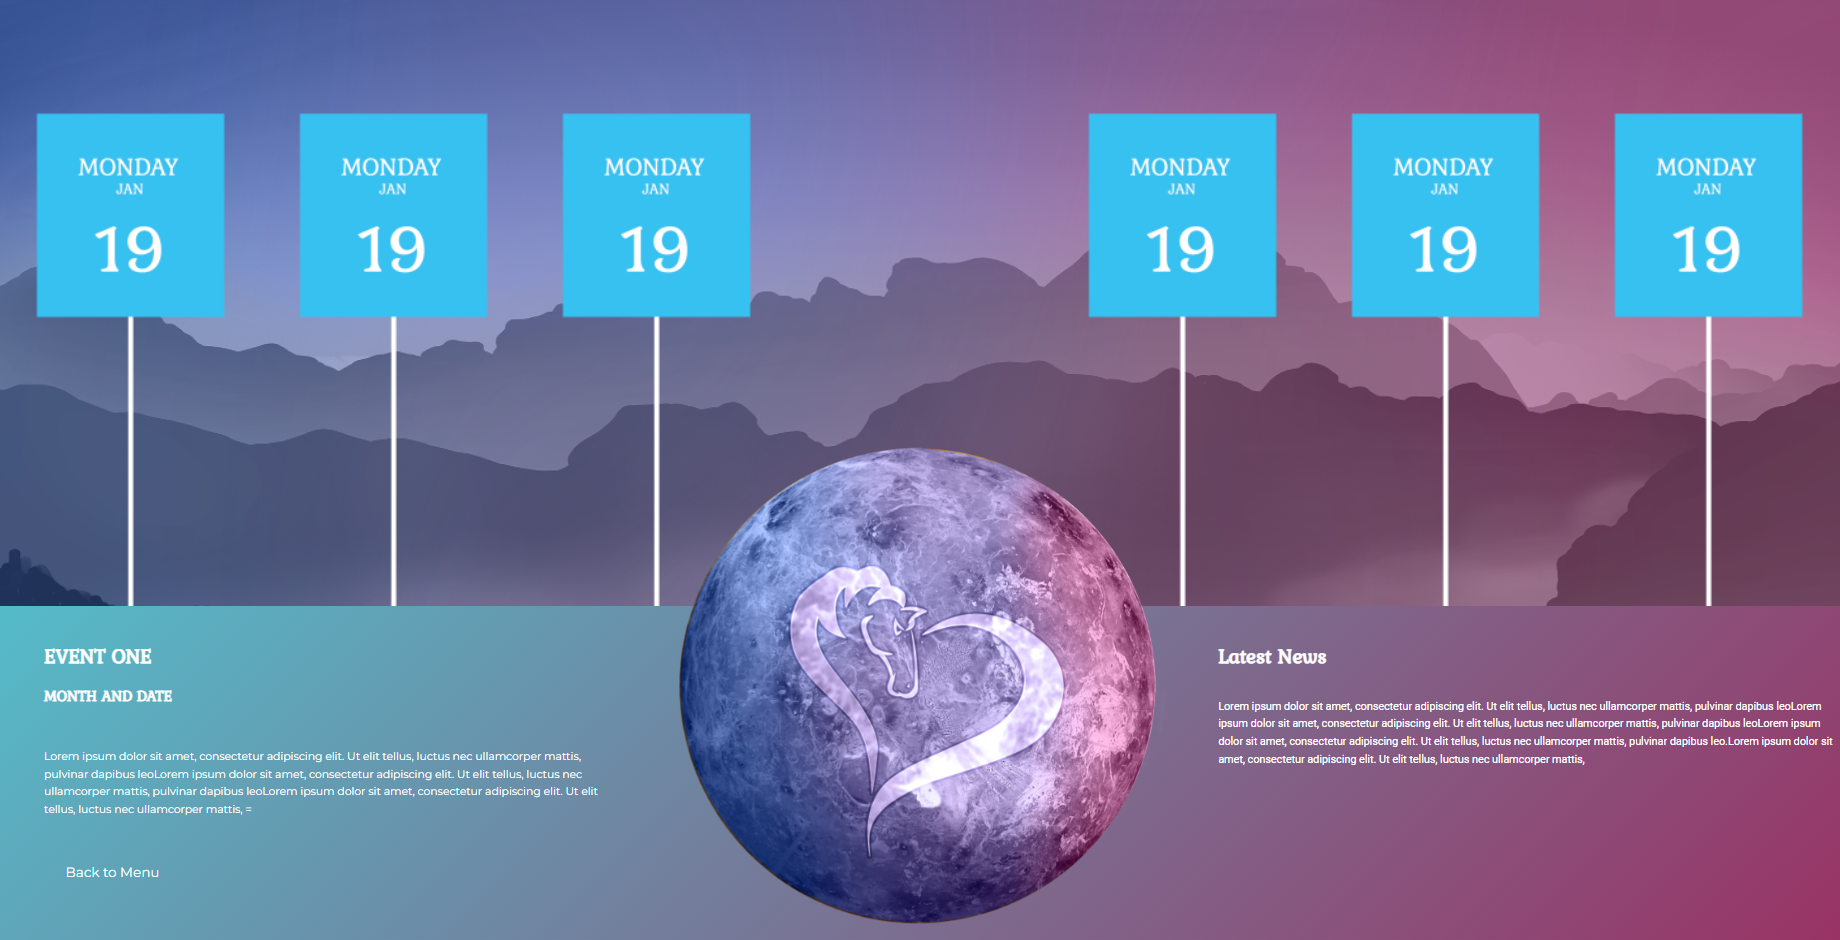 MONDAY
JAN
19
MONDAY
JAN
19
MONDAY
JAN
19
MONDAY
JAN
19
MONDAY
JAN
19
MONDAY
JAN
19
EVENT ONE
MONTH AND DATE
Lorem ipsum dolor sit amet, consectetur adipiscing elit. Ut elit tellus, luctus nec ullamcorper mattis,
pulvinar dapibus leoLorem ipsum dolor sit amet, consectetur adipiscing elit. Ut elit tellus, luctus nec
ullamcorper mattis, pulvinar dapibus leoLorem ipsum dolor sit amet, consectetur adipiscing elit. Ut elit
tellus, luctus nec ullamcorper mattis, =
Back to Menu
Latest News
Lorem ipsum dolor sit amet, consectetur adipiscing elit. Ut elit tellus, luctus nec ullamcorper mattis, pulvinar dapibus leoLorem
ipsum dolor sit amet, consectetur adipiscing elit. Ut elit tellus, luctus nec ullamcorper mattis, pulvinar dapibus leoLorem ipsum
dolor sit amet, consectetur adipiscing elit. Ut elit tellus, luctus nec ullamcorper mattis, pulvinar dapibus leo.Lorem ipsum dolor sit
amet, consectetur adipiscing elit. Ut elit tellus, luctus nec ullamcorper mattis,